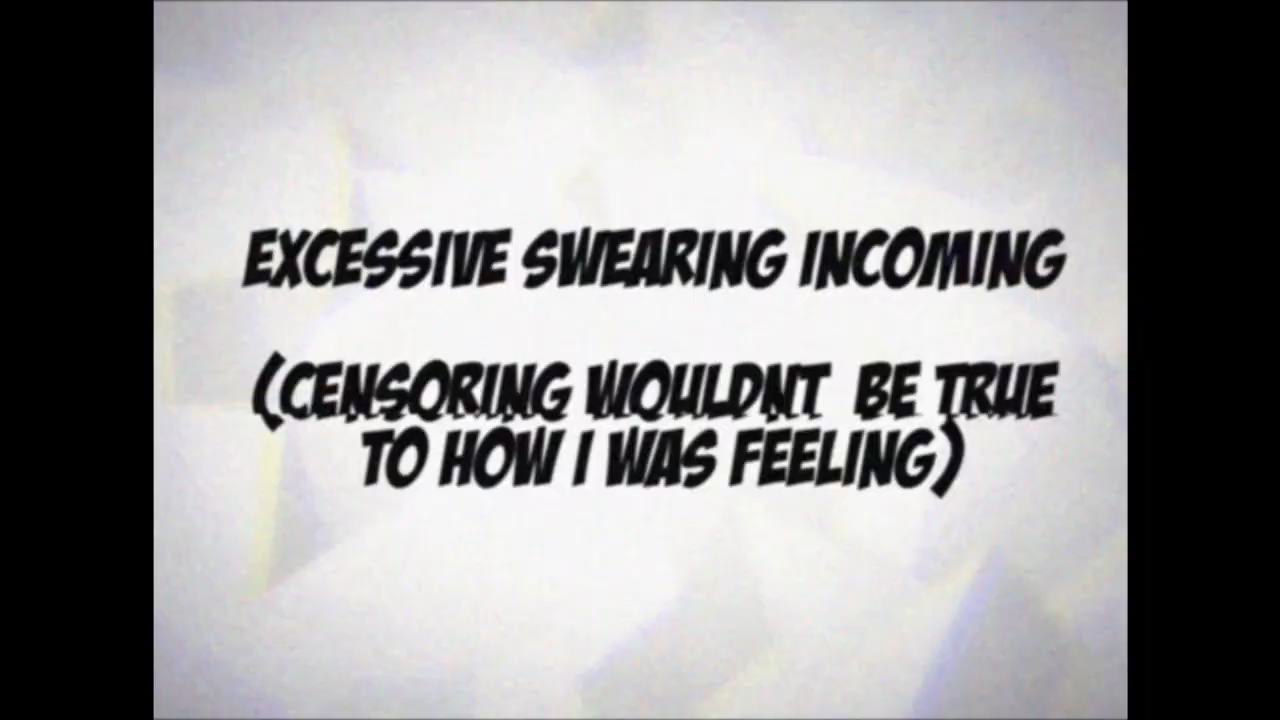 EXCESSIVE SWEARING INCOMING
(CENSORING WOULDNT BE TRUE
TO HOW I WAS FEELING)